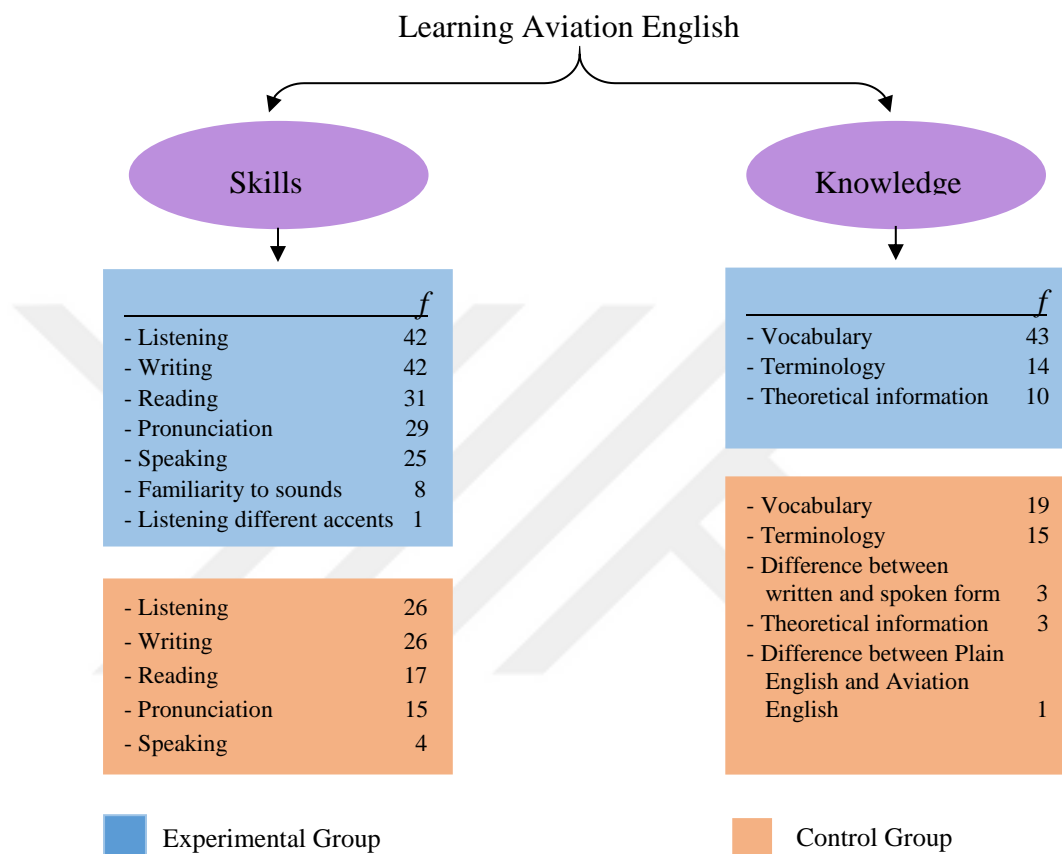 Learning Aviation English
Skills
Knowledge
f
- Listening 42
- Writing 42
- Reading 31
- Pronunciation 29
- Speaking 25
- Familiarity to sounds 8
- Listening different accents 1
f
- Vocabulary 43
- Terminology 14
- Theoretical information 10
- Listening 26
- Writing 26
- Reading 17
- Pronunciation 15
- Speaking 4
- Vocabulary 19
- Terminology 15
- Difference between
written and spoken form 3
- Theoretical information 3
- Difference between Plain
English and Aviation
English 1
Experimental Group
Control Group